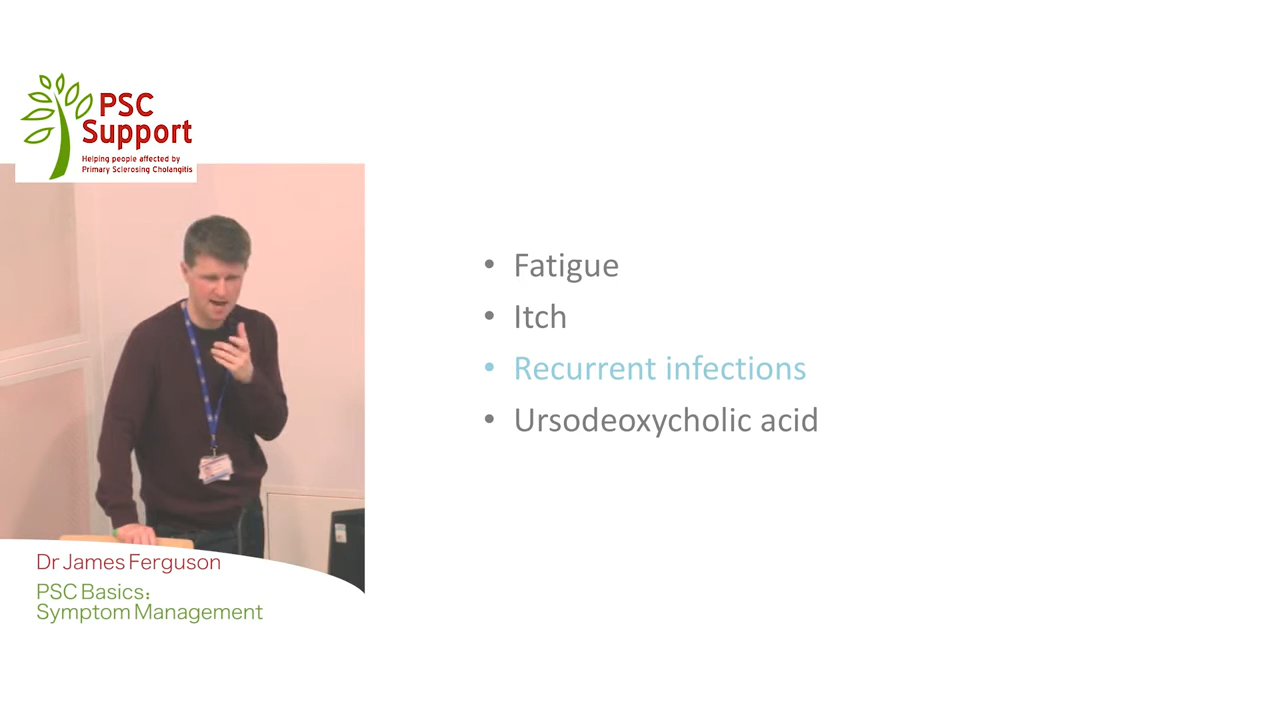 PSC
Support
Helping people affected by
Primary Sclerosing Cholangitis
• Fatigue
• Itch
• Recurrent infections
• Ursodeoxycholic acid
Dr James Ferguson
PSC Basics:
Symptom Management